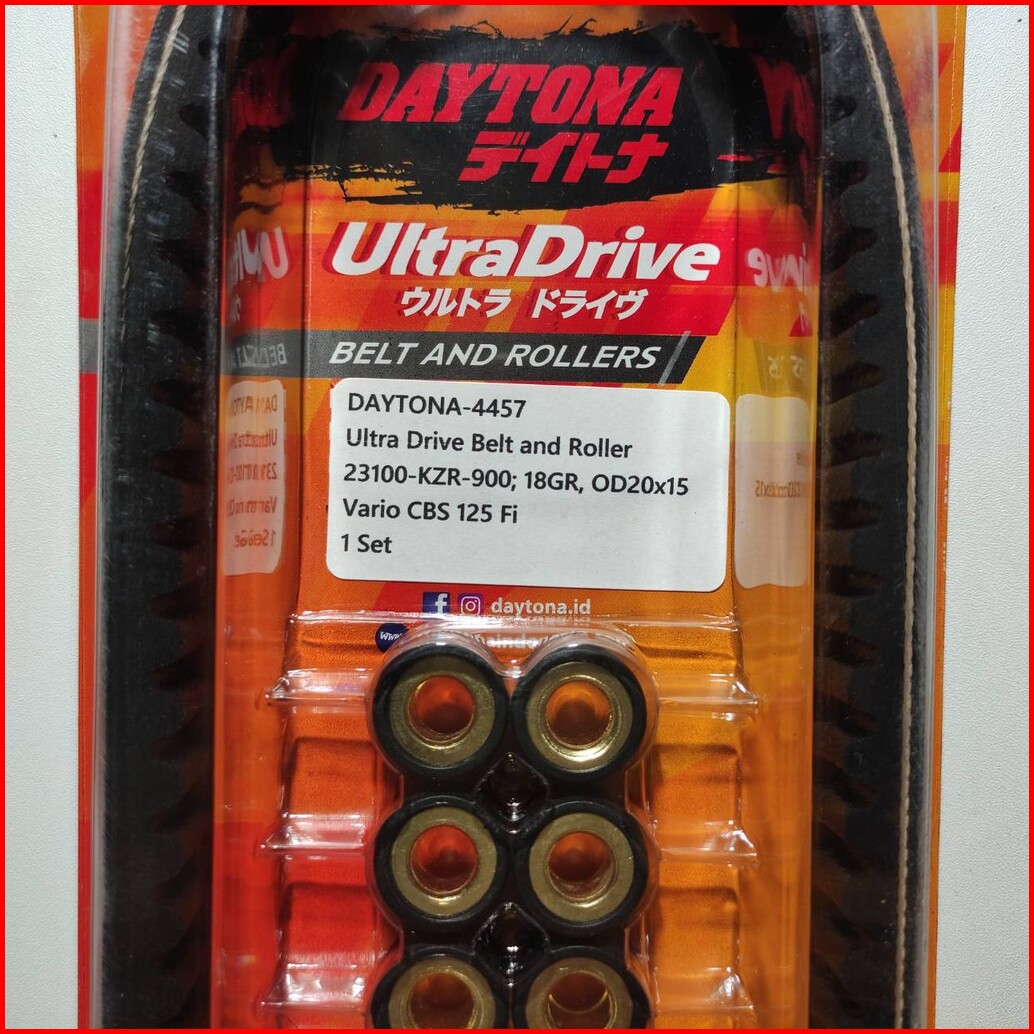 DAYTONA
デイトナ
UltraDrive
ウルトラ ドライヴ
BELT AND ROLLERS
DAYTONA-4457
Ultra Drive Belt and Roller
23100-KZR-900; 18GR, OD20x15
Vario CBS 125 Fi
1 Set
daytona.id
www